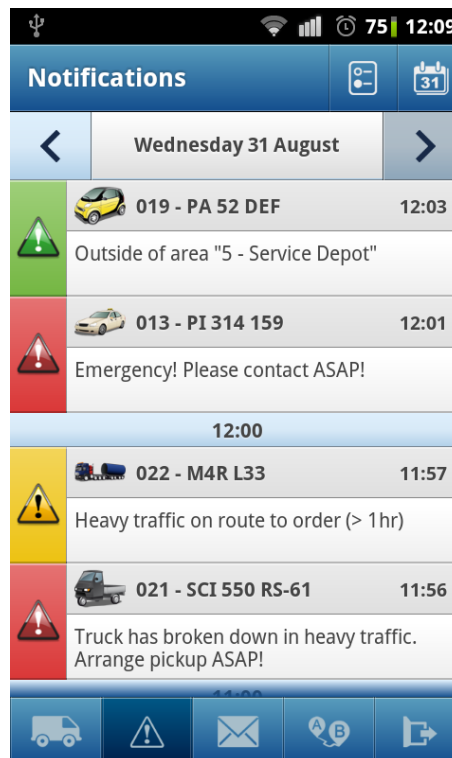 75 12:09
Notifications
31
Wednesday 31 August
019 - PA 52 DEF 12:03
Outside of area "5 - Service Depot"
013 - PI 314 159 12:01
Emergency! Please contact ASAP!
12:00
022 - M4R L33 11:57
Heavy traffic on route to order (> 1hr)
021 - SCI 550 RS-61 11:56
Truck has broken down in heavy traffic.
Arrange pickup ASAP!
11:00
A B